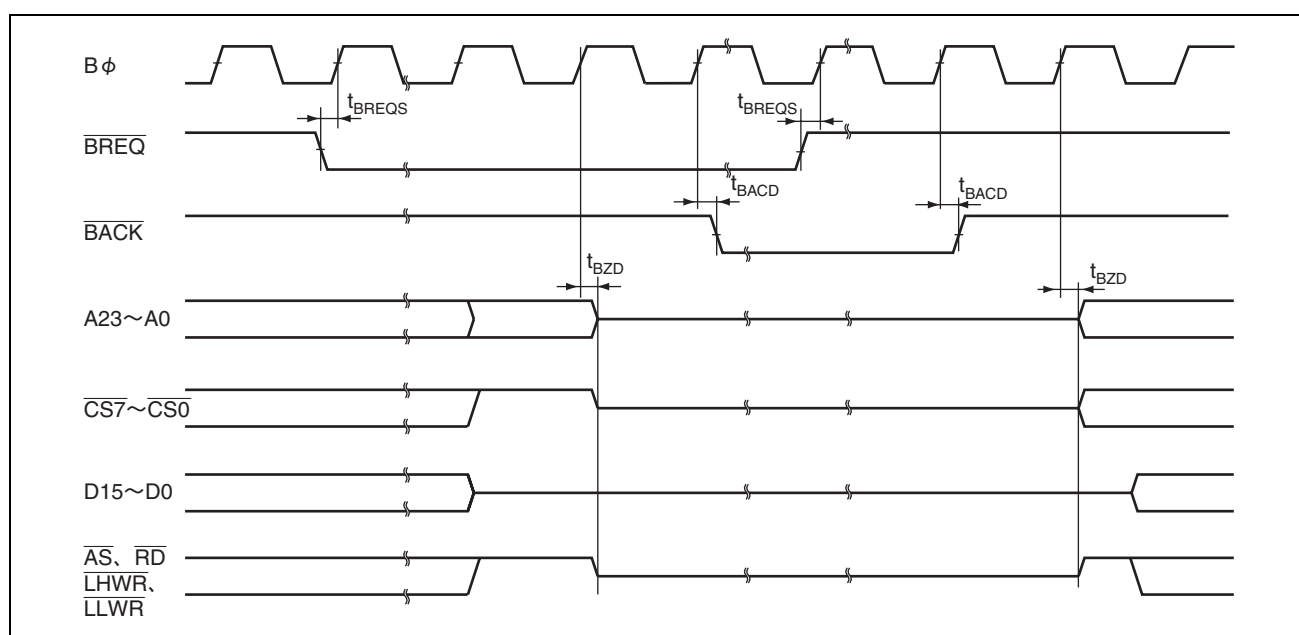 Bφ
tBREQS
tBREQS
BREQ
tBACD
tBACD
BACK
tBZD
tBZD
A23～A0
CS7～CS0
D15～D0
AS、RD
LHWR、
LLWR